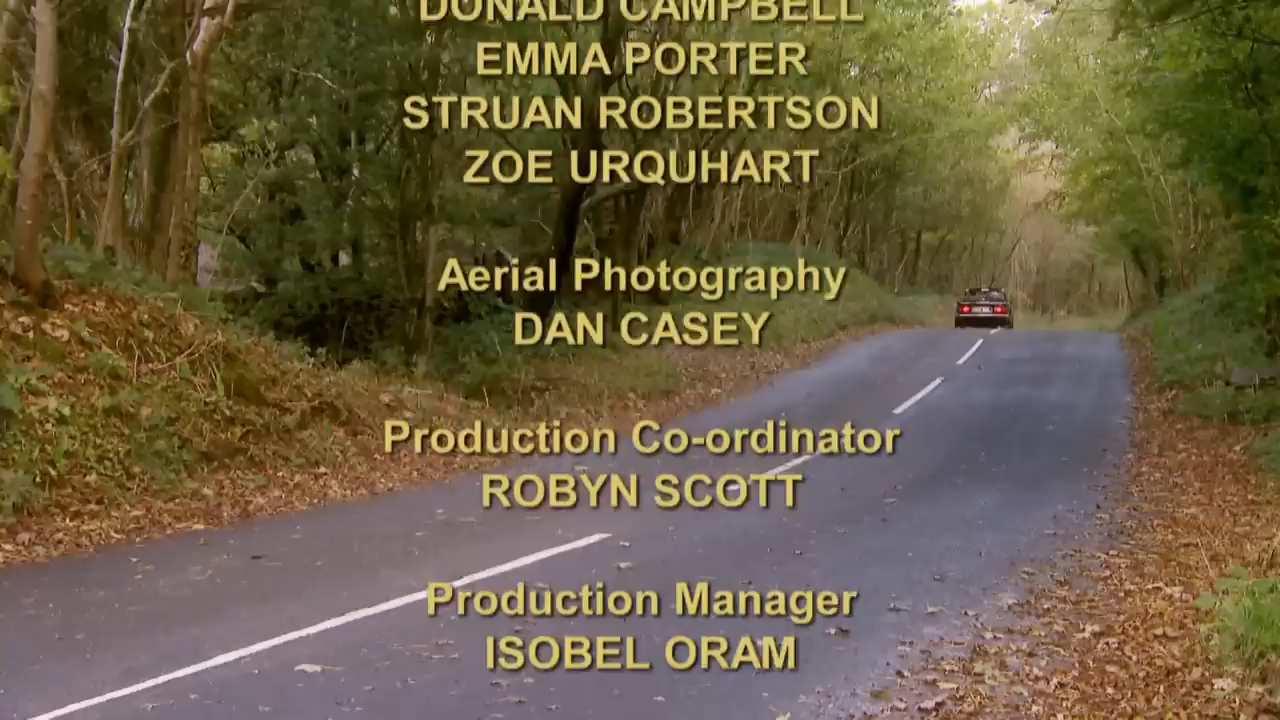 DONALD CAMPBELL
EMMA PORTER
STRUAN ROBERTSON
ZOE URQUHART
Aerial Photography
DAN CASEY
Production Co-ordinator
ROBYN SCOTT
Production Manager
ISOBEL ORAM